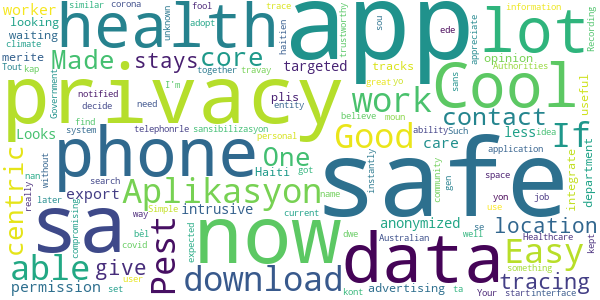 similar corona worker looking waiting climate merite Tout kap
health fool adopt unknown haitien together travay
app trace sou trustworthy ede
lot opinion sans appreciate Authorities information Recording
Made stays core targeted tracks great yo
privacy Government notified decide need I'm plis entity
work Cool
find system telephonrle sansibilizasyon personal believe moun
contact If less idea useful
phone safe Good ability Such application
Looks without One Haiti care got instantly community gen
centric nan really later search export
Aplikasyon intrusive name space yon job integrate department
sa now data
compromising way Simple current
Pest anonymized Australian well se location Healthcare kept
able give bèl covid expected dwe Easy use something
permission set user download advertising kont ta tracing Your start interface